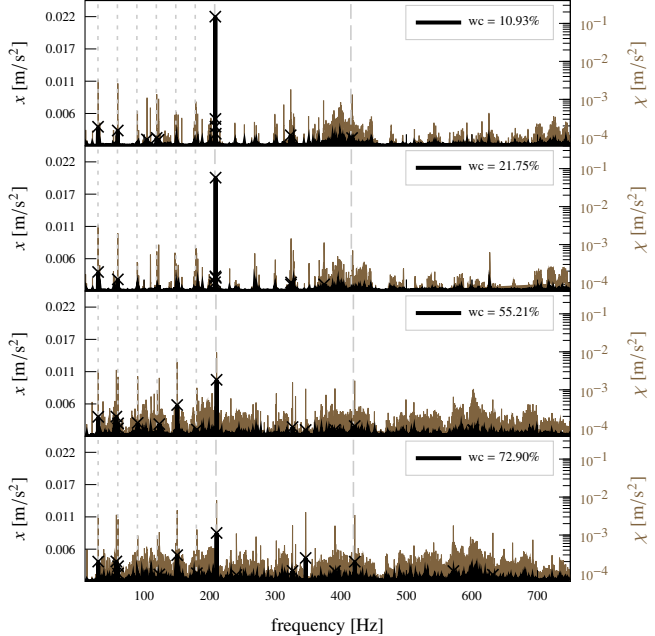 0.022
0.011
0.006
x [m/s²]
wc = 10.93%
10⁻¹
10⁻²
10⁻³
10⁻⁴
χ [m/s²]
0.022
0.017
0.011
0.006
x [m/s²]
wc = 21.75%
10⁻¹
10⁻²
10⁻³
10⁻⁴
χ [m/s²]
0.022
0.017
0.011
0.006
x [m/s²]
wc = 55.21%
10⁻¹
10⁻²
10⁻³
10⁻⁴
χ [m/s²]
0.022
0.017
0.011
0.006
x [m/s²]
wc = 72.90%
10⁻¹
10⁻²
10⁻³
10⁻⁴
χ [m/s²]
100 200 300 400 500 600 700
frequency [Hz]